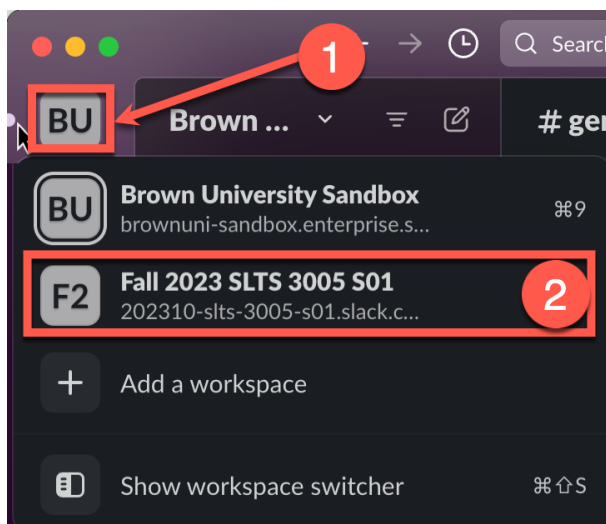 1
Search
BU
Brown ...
# ger
BU
Brown University Sandbox
brownuni-sandbox.enterprise.s...
⌘9
F2
Fall 2023 SLTS 3005 S01
202310-slts-3005-s01.slack.c...
2
Add a workspace
Show workspace switcher
⌘⇧S